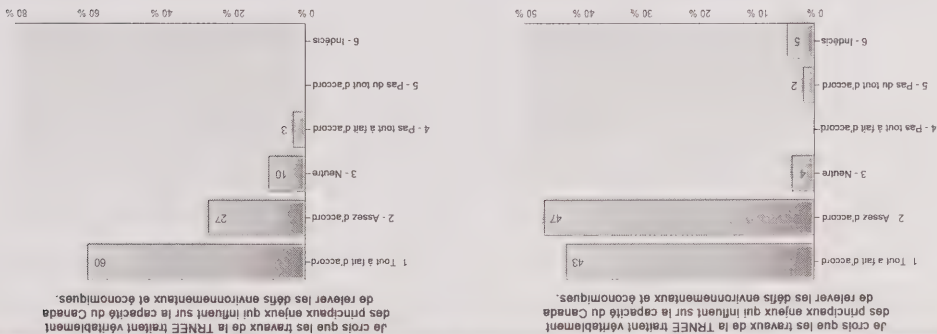 Je crois que les travaux de la TRNEE traitent véritablement
des principaux enjeux qui influent sur la capacité du Canada
de relever les défis environnementaux et économiques.
1 Tout a fait d'accord 43
2 Assez d'accord 47
3 - Neutre 4
4 - Pas tout à fait d'accord
5 - Pas du tout d'accord 2
6 - Indécis 5
0 % 10 % 20 % 30 % 40 % 50 %
Je crois que les travaux de la TRNEE traitent véritablement
des principaux enjeux qui influent sur la capacité du Canada
de relever les défis environnementaux et économiques.
1 Tout à fait d'accord 60
2 - Assez d'accord 27
3 - Neutre 10
4 - Pas tout à fait d'accord 3
5 - Pas du tout d'accord
6 - Indécis
0 % 20 % 40 % 60 % 80 %